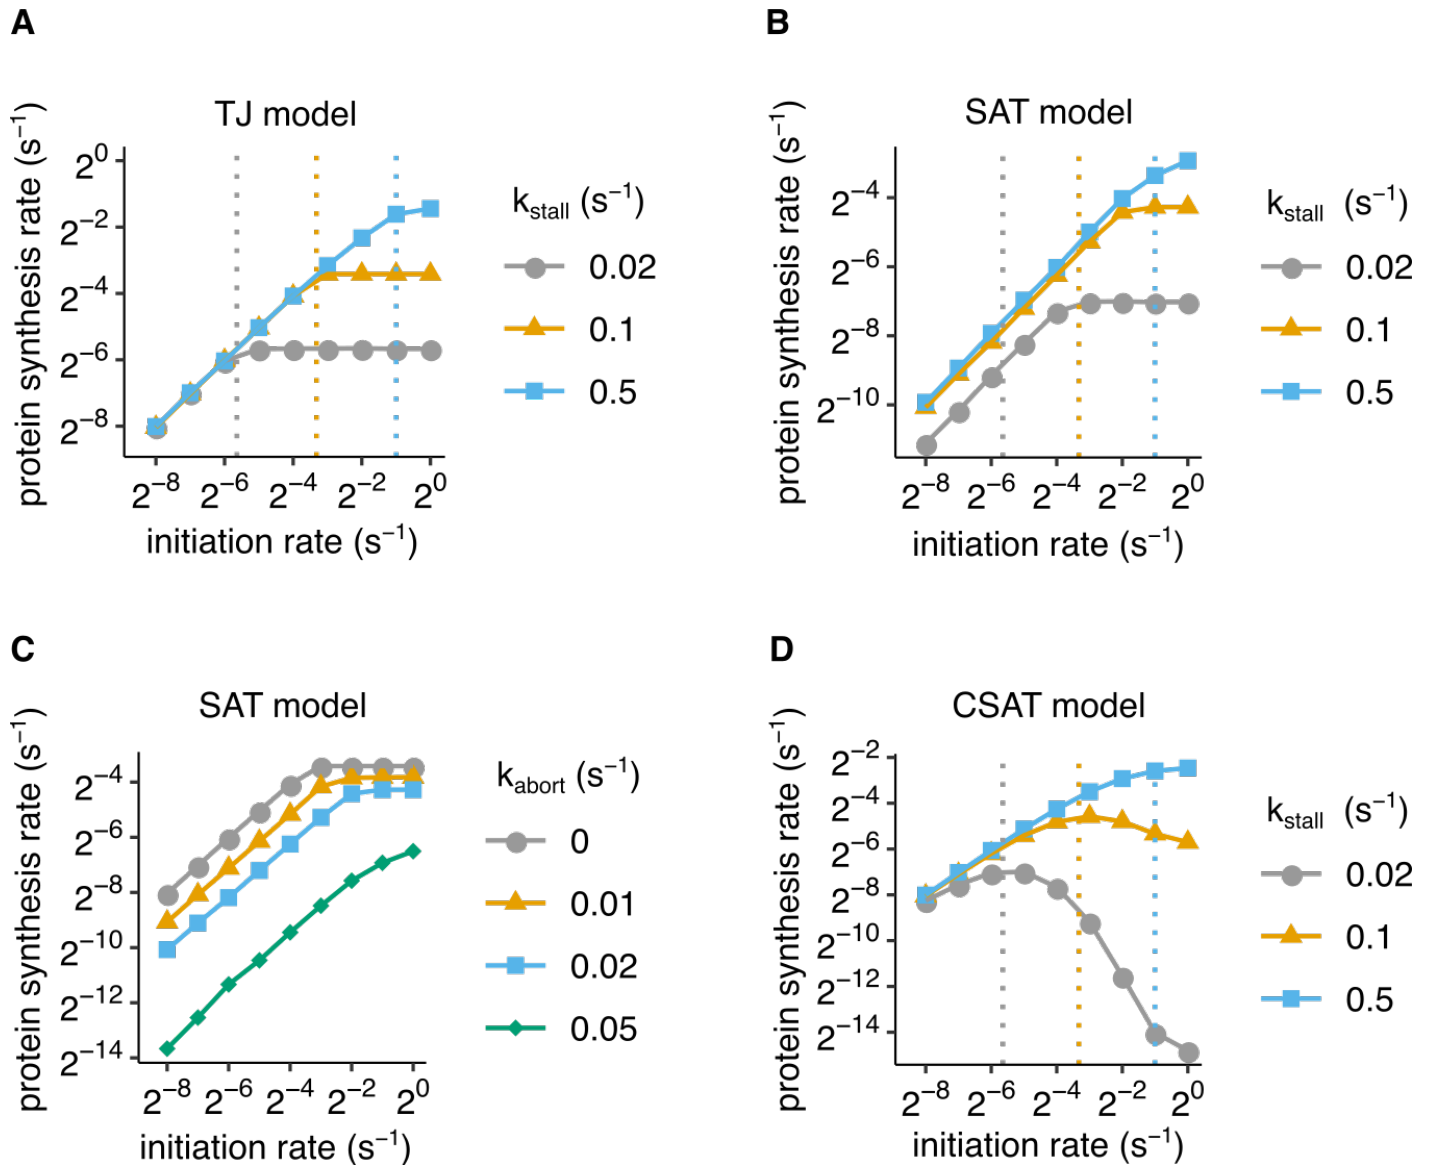 A
TJ model
protein synthesis rate (s⁻¹)
2⁰
2⁻²
2⁻⁴
2⁻⁶
2⁻⁸
2⁻⁸ 2⁻⁶ 2⁻⁴ 2⁻² 2⁰
initiation rate (s⁻¹)
kstall (s⁻¹)
0.02
0.1
0.5
B
SAT model
protein synthesis rate (s⁻¹)
2⁻⁴
2⁻⁶
2⁻⁸
2⁻¹⁰
2⁻⁸ 2⁻⁶ 2⁻⁴ 2⁻² 2⁰
initiation rate (s⁻¹)
kstall (s⁻¹)
0.02
0.1
0.5
C
SAT model
protein synthesis rate (s⁻¹)
2⁻⁴
2⁻⁶
2⁻⁸
2⁻¹⁰
2⁻¹²
2⁻¹⁴
2⁻⁸ 2⁻⁶ 2⁻⁴ 2⁻² 2⁰
initiation rate (s⁻¹)
kabort (s⁻¹)
0
0.01
0.02
0.05
D
CSAT model
protein synthesis rate (s⁻¹)
2⁻²
2⁻⁴
2⁻⁶
2⁻⁸
2⁻¹⁰
2⁻¹²
2⁻¹⁴
2⁻⁸ 2⁻⁶ 2⁻⁴ 2⁻² 2⁰
initiation rate (s⁻¹)
kstall (s⁻¹)
0.02
0.1
0.5